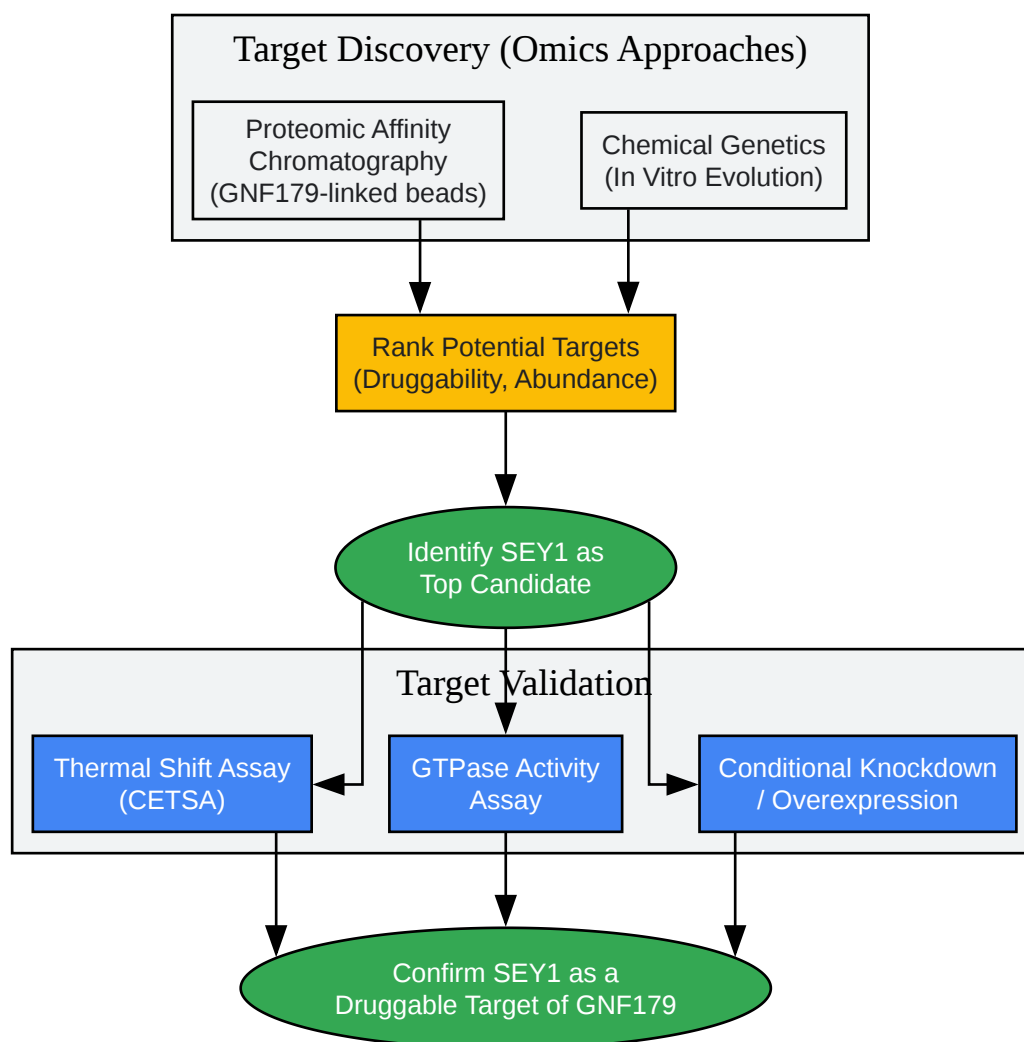 Target Discovery (Omics Approaches)
Proteomic Affinity
Chromatography
(GNF179-linked beads)
Chemical Genetics
(In Vitro Evolution)
Rank Potential Targets
(Druggability, Abundance)
Identify SEY1 as
Top Candidate
Target Validation
Thermal Shift Assay
(CETSA)
GTPase Activity
Assay
Conditional Knockdown
/ Overexpression
Confirm SEY1 as a
Druggable Target of GNF179